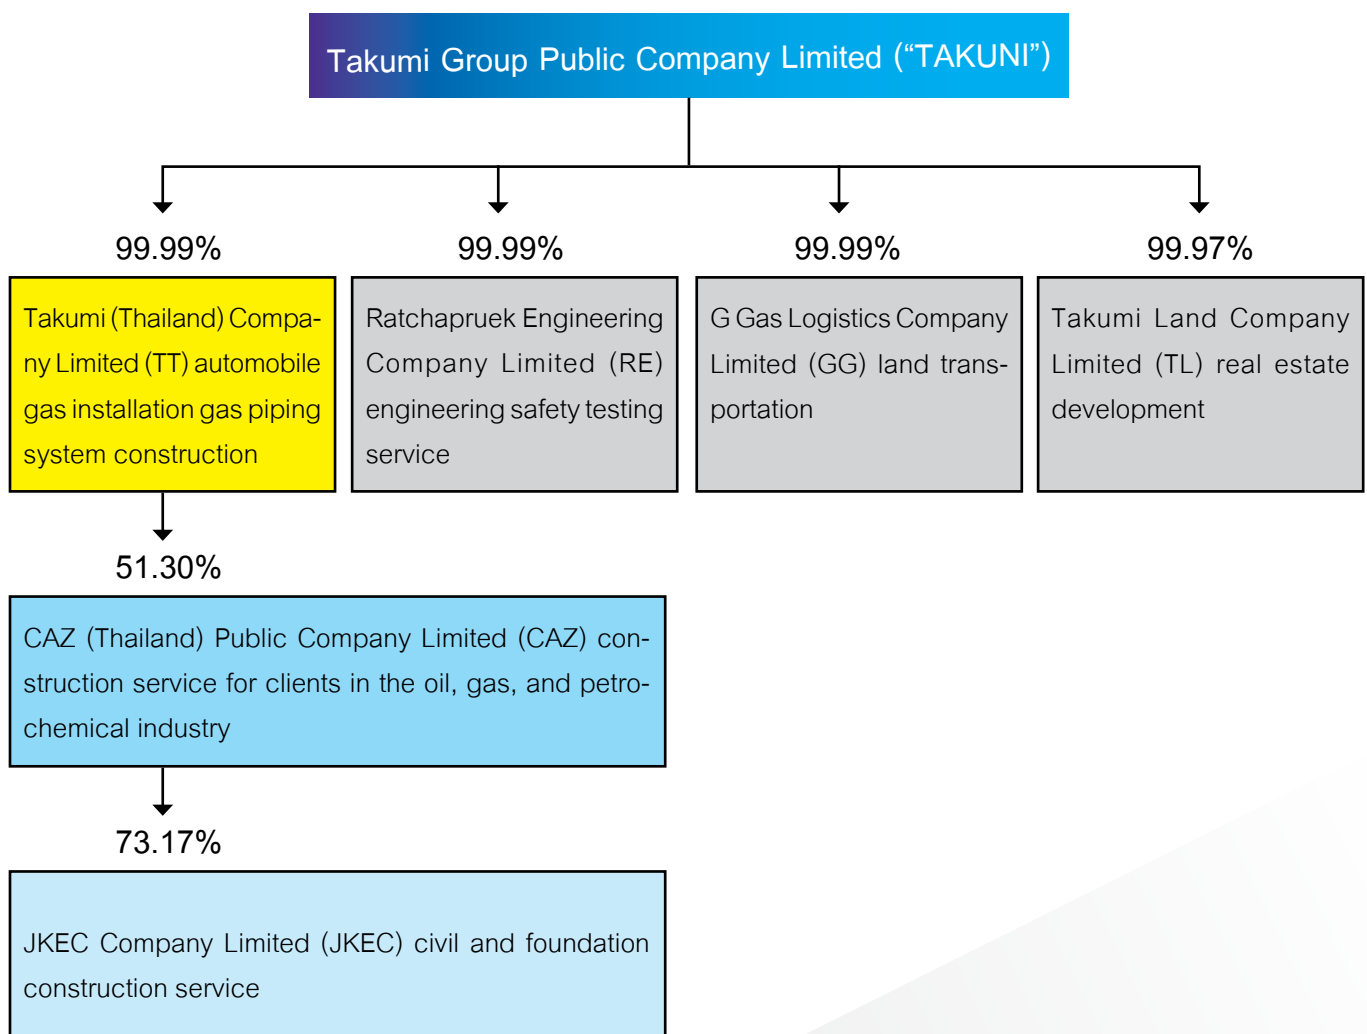 Takumi Group Public Company Limited (“TAKUNI”)
99.99%
99.99%
99.99%
99.97%
Takumi (Thailand) Compa-
ny Limited (TT) automobile
gas installation gas piping
system construction
Ratchapruek Engineering
Company Limited (RE)
engineering safety testing
service
G Gas Logistics Company
Limited (GG) land trans-
portation
Takumi Land Company
Limited (TL) real estate
development
51.30%
CAZ (Thailand) Public Company Limited (CAZ) con-
struction service for clients in the oil, gas, and petro-
chemical industry
73.17%
JKEC Company Limited (JKEC) civil and foundation
construction service